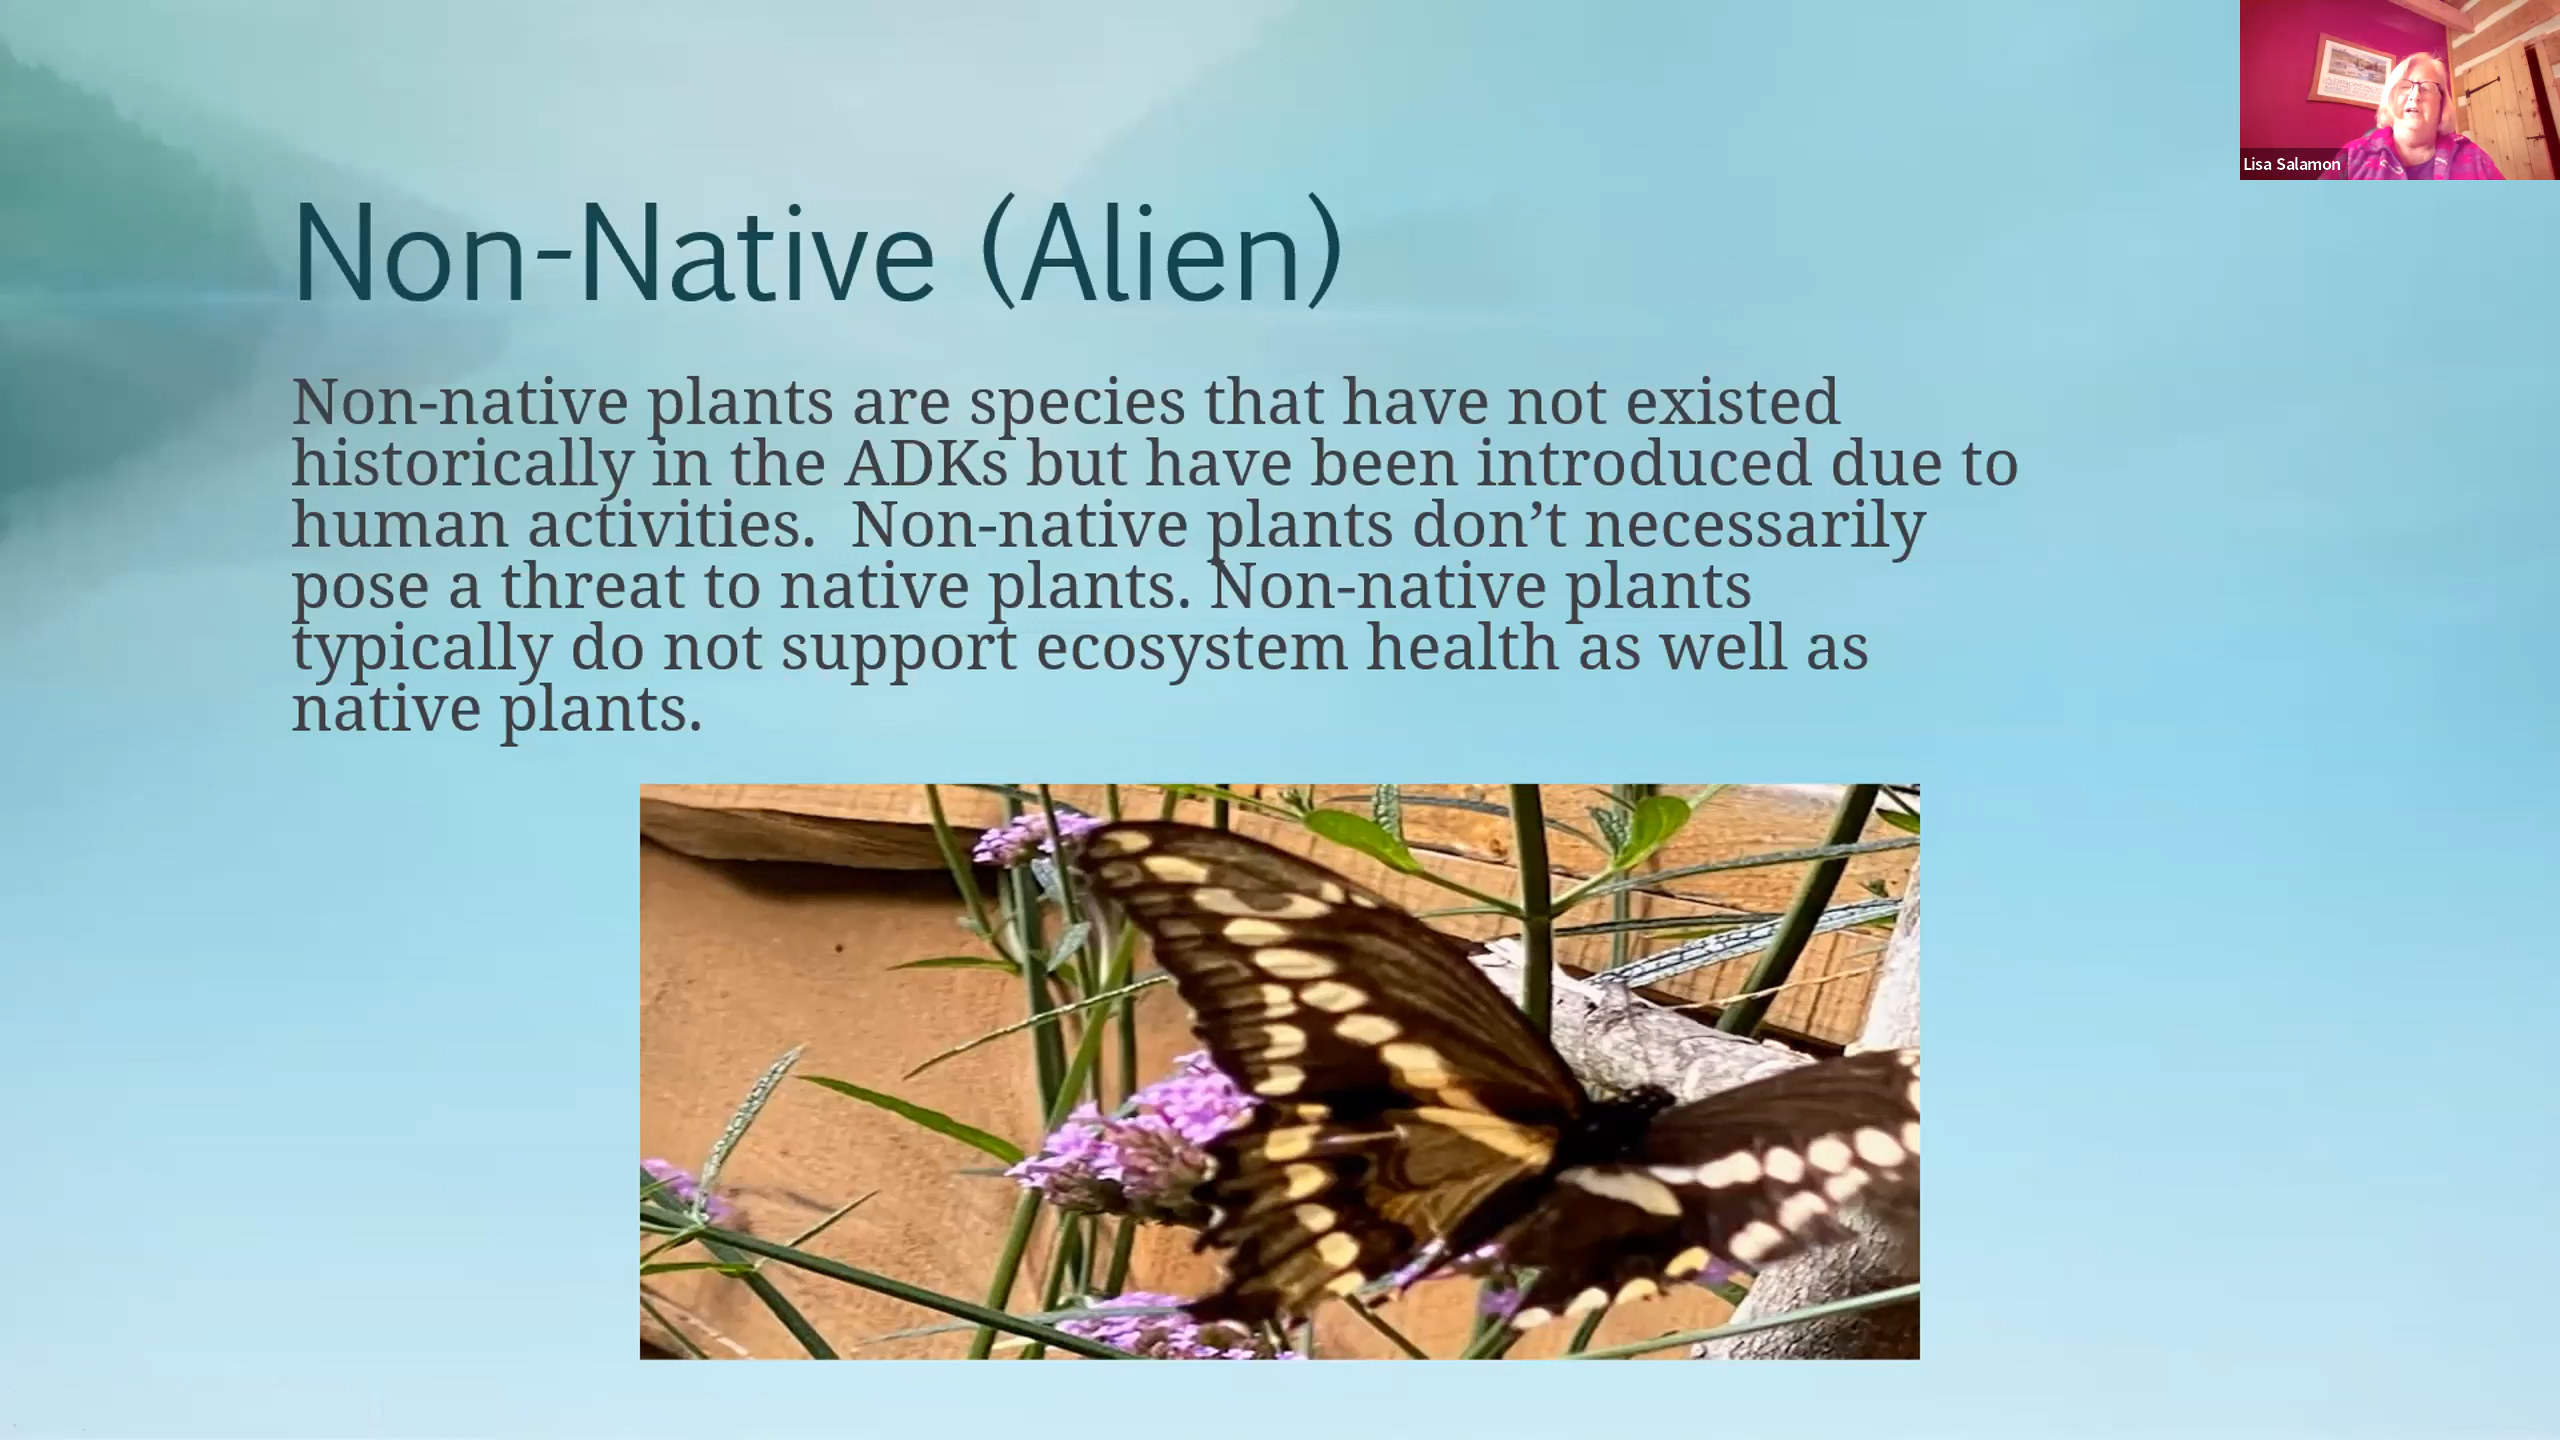 Lisa Salamon
Non-Native (Alien)
Non-native plants are species that have not existed
historically in the ADKs but have been introduced due to
human activities.  Non-native plants don’t necessarily
pose a threat to native plants. Non-native plants
typically do not support ecosystem health as well as
native plants.